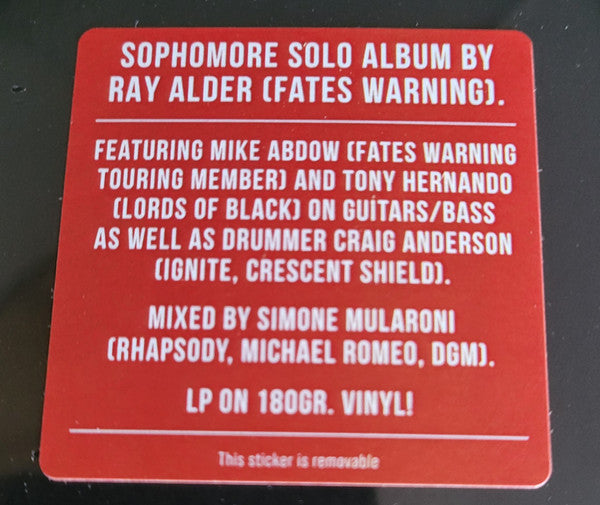 SOPHOMORE SOLO ALBUM BY
RAY ALDER (FATES WARNING).
FEATURING MIKE ABDOW (FATES WARNING
TOURING MEMBER) AND TONY HERNANDO
(LORDS OF BLACK) ON GUITARS/BASS
AS WELL AS DRUMMER CRAIG ANDERSON
(IGNITE, CRESCENT SHIELD).
MIXED BY SIMONE MULARONI
(RHAPSODY, MICHAEL ROMEO, DGM).
LP ON 180GR. VINYL!
This sticker is removable